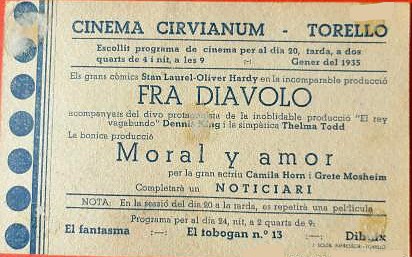 CINEMA CIRVIANUM - TORELLO
Escollit programa de cinema per al dia 20, tarda, a dos
quarts de 4 i nit, a les 9 Gener del 1935
Els grans còmics Stan Laurel-Oliver Hardy en la incomparable producció
FRA DIAVOLO
acompanyats del divo protagonista de la inoblidable producció "El rey
vagabundo" Dennis King i la simpàtica Thelma Todd
La bonica producció
Moral y amor
per la gran actriu Camila Horn i Grete Mosheim
Completarà un NOTICIARI
NOTA: En la sessió del dia 20 a la tarda, es repetirà una pel·lícula
Programa per al dia 24, nit, a 2 quarts de 9:
El fantasma :—: El tobogan n.º 13 :—: Dibuix